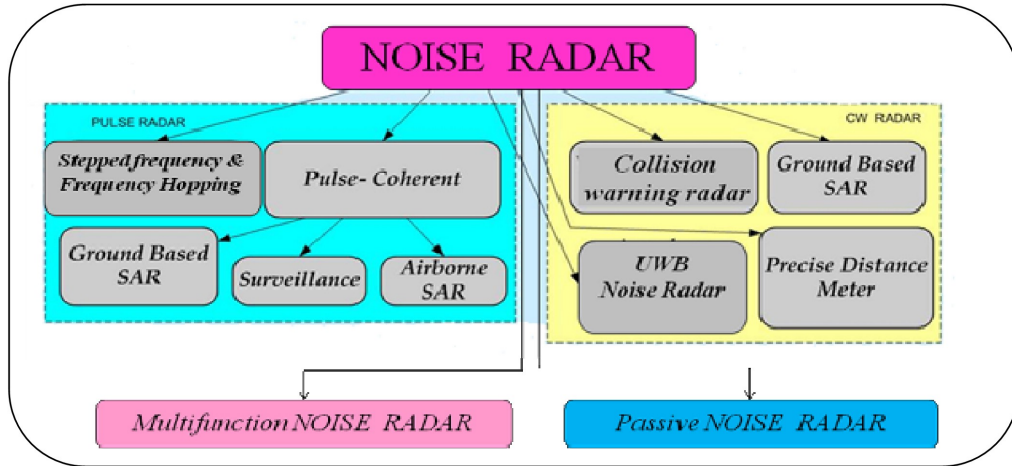 NOISE RADAR
PULSE RADAR
Stepped frequency &
Frequency Hopping
Pulse- Coherent
Ground Based
SAR
Surveillance
Airborne
SAR
CW RADAR
Collision
warning radar
Ground Based
SAR
UWB
Noise Radar
Precise Distance
Meter
Multifunction NOISE RADAR
Passive NOISE RADAR